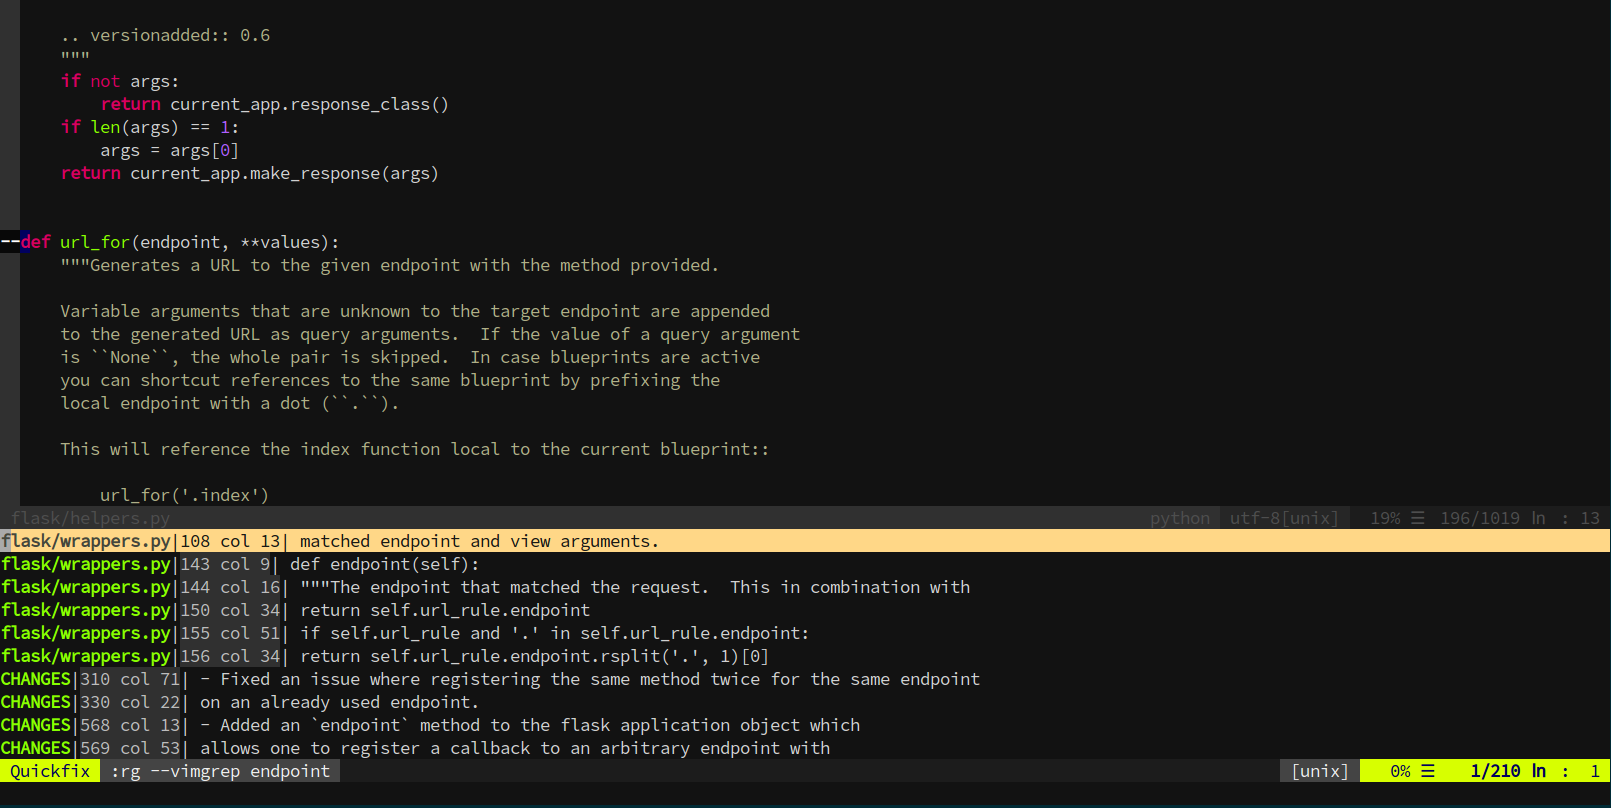 .. versionadded:: 0.6
"""
if not args:
return current_app.response_class()
if len(args) == 1:
args = args[0]
return current_app.make_response(args)
--def url_for(endpoint, **values):
"""Generates a URL to the given endpoint with the method provided.
Variable arguments that are unknown to the target endpoint are appended
to the generated URL as query arguments.  If the value of a query argument
is ``None``, the whole pair is skipped.  In case blueprints are active
you can shortcut references to the same blueprint by prefixing the
local endpoint with a dot (``.``).
This will reference the index function local to the current blueprint::
url_for('.index')
flask/helpers.py python utf-8[unix] 19% ☰ 196/1019 ln : 13
flask/wrappers.py|108 col 13| matched endpoint and view arguments.
flask/wrappers.py|143 col 9| def endpoint(self):
flask/wrappers.py|144 col 16| """The endpoint that matched the request.  This in combination with
flask/wrappers.py|150 col 34| return self.url_rule.endpoint
flask/wrappers.py|155 col 51| if self.url_rule and '.' in self.url_rule.endpoint:
flask/wrappers.py|156 col 34| return self.url_rule.endpoint.rsplit('.', 1)[0]
CHANGES|310 col 71| - Fixed an issue where registering the same method twice for the same endpoint
CHANGES|330 col 22| on an already used endpoint.
CHANGES|568 col 13| - Added an `endpoint` method to the flask application object which
CHANGES|569 col 53| allows one to register a callback to an arbitrary endpoint with
Quickfix :rg --vimgrep endpoint [unix] 0% ☰ 1/210 ln : 1